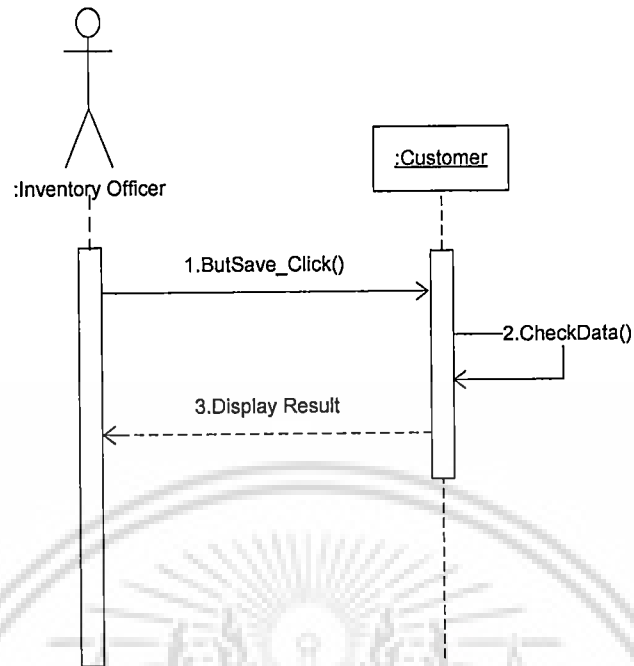 :Inventory Officer
:Customer
1.ButSave_Click()
2.CheckData()
3.Display Result